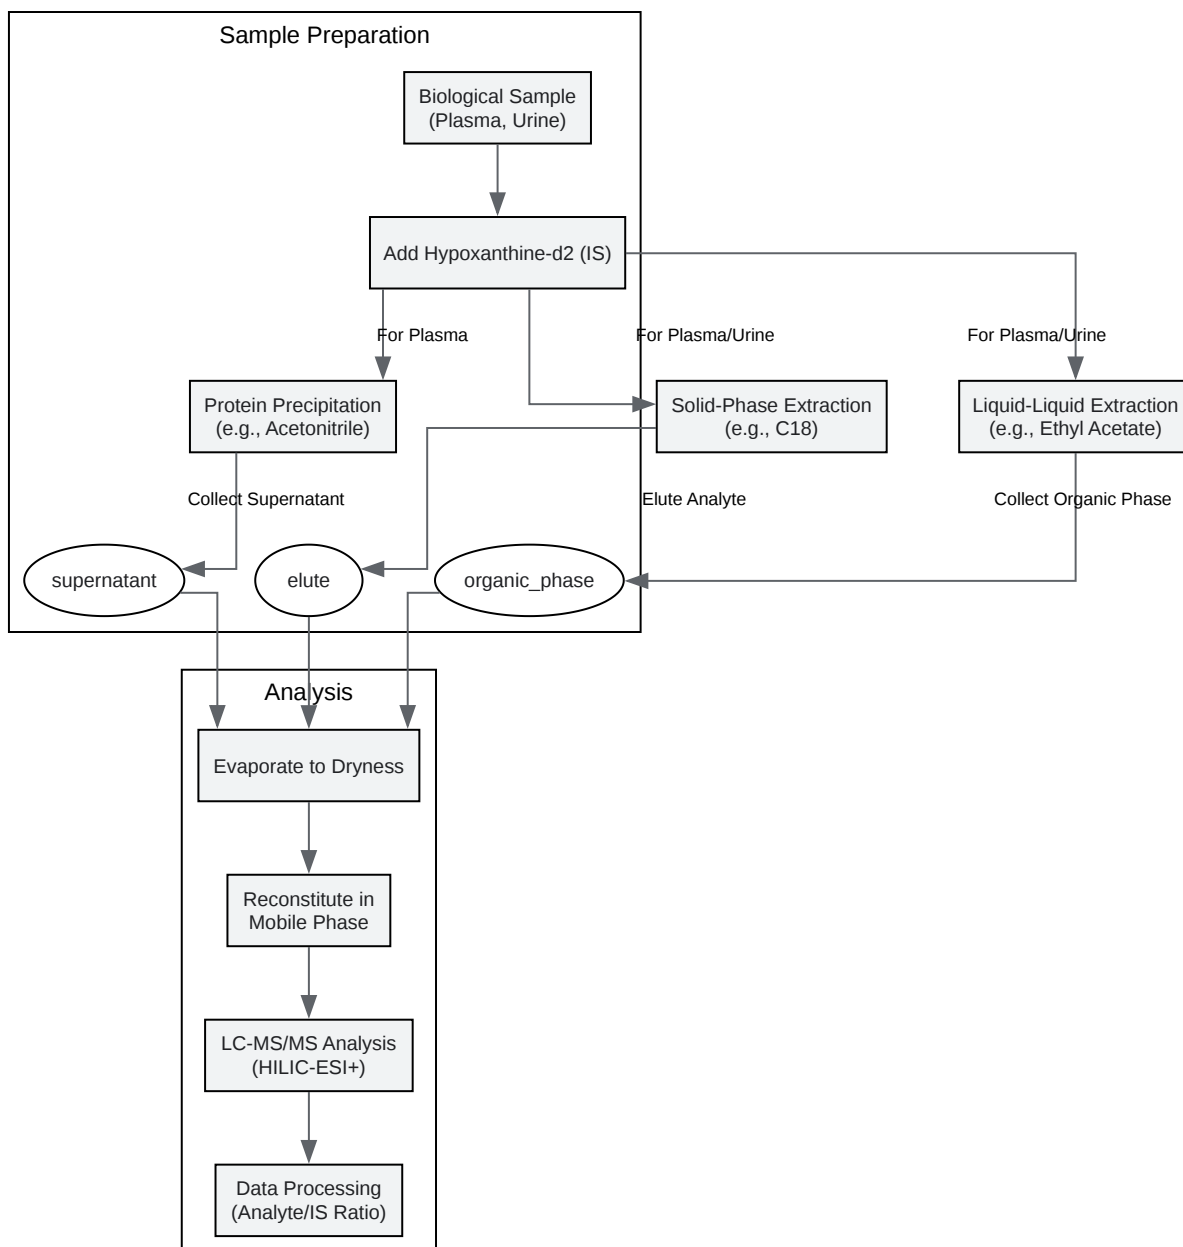 Sample Preparation
Biological Sample
(Plasma, Urine)
Add Hypoxanthine-d2 (IS)
For Plasma
For Plasma/Urine
For Plasma/Urine
Protein Precipitation
(e.g., Acetonitrile)
Solid-Phase Extraction
(e.g., C18)
Liquid-Liquid Extraction
(e.g., Ethyl Acetate)
Collect Supernatant
Elute Analyte
Collect Organic Phase
supernatant
elute
organic_phase
Analysis
Evaporate to Dryness
Reconstitute in
Mobile Phase
LC-MS/MS Analysis
(HILIC-ESI+)
Data Processing
(Analyte/IS Ratio)